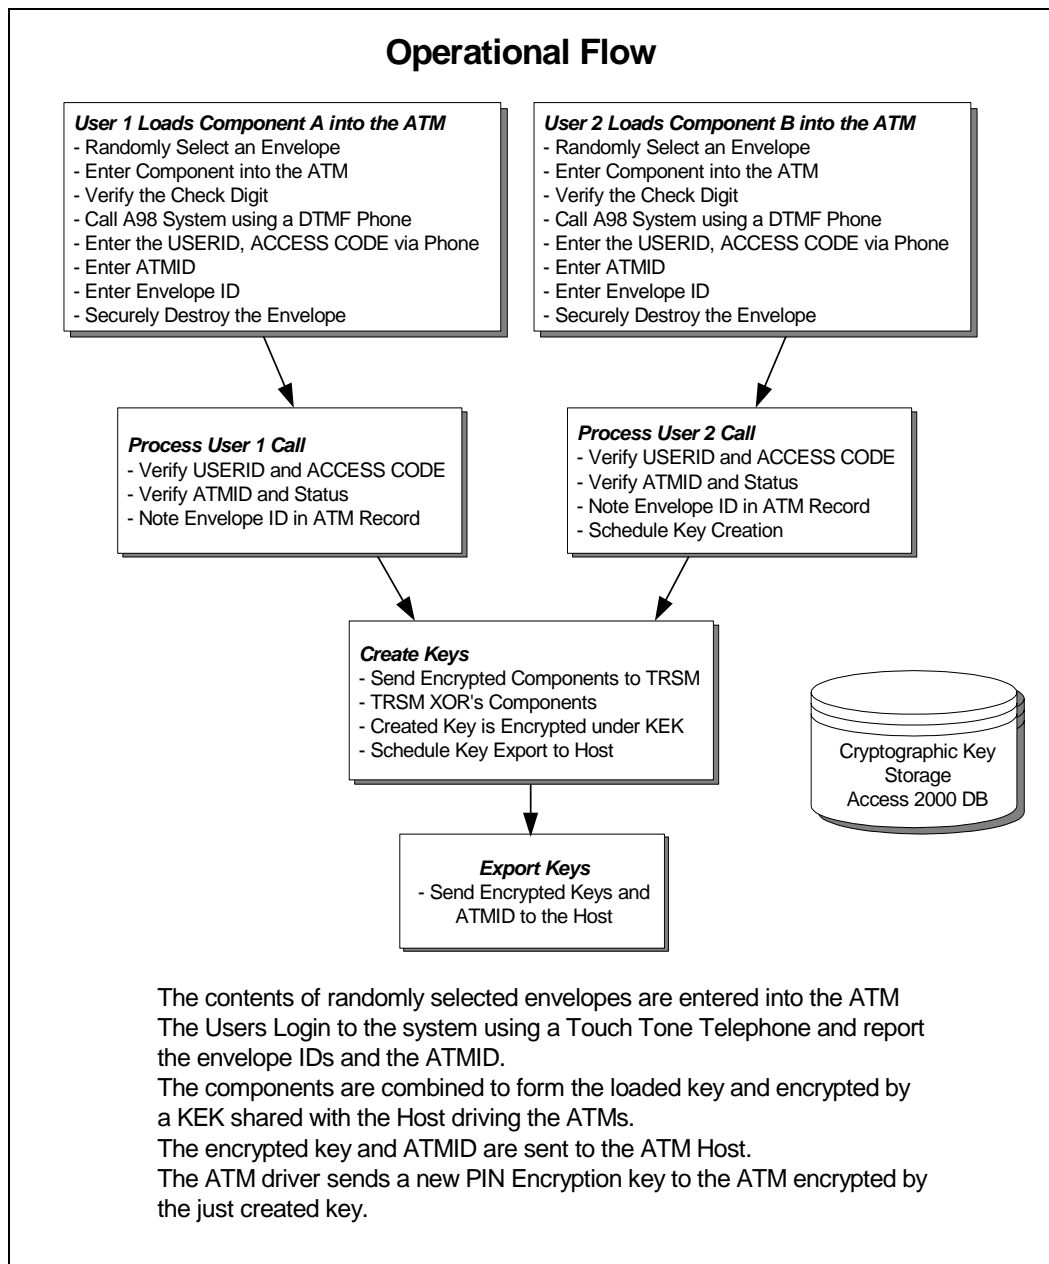 Operational Flow
User 1 Loads Component A into the ATM
- Randomly Select an Envelope
- Enter Component into the ATM
- Verify the Check Digit
- Call A98 System using a DTMF Phone
- Enter the USERID, ACCESS CODE via Phone
- Enter ATMID
- Enter Envelope ID
- Securely Destroy the Envelope
User 2 Loads Component B into the ATM
- Randomly Select an Envelope
- Enter Component into the ATM
- Verify the Check Digit
- Call A98 System using a DTMF Phone
- Enter the USERID, ACCESS CODE via Phone
- Enter ATMID
- Enter Envelope ID
- Securely Destroy the Envelope
Process User 1 Call
- Verify USERID and ACCESS CODE
- Verify ATMID and Status
- Note Envelope ID in ATM Record
Process User 2 Call
- Verify USERID and ACCESS CODE
- Verify ATMID and Status
- Note Envelope ID in ATM Record
- Schedule Key Creation
Create Keys
- Send Encrypted Components to TRSM
- TRSM XOR's Components
- Created Key is Encrypted under KEK
- Schedule Key Export to Host
Cryptographic Key
Storage
Access 2000 DB
Export Keys
- Send Encrypted Keys and
ATMID to the Host
The contents of randomly selected envelopes are entered into the ATM
The Users Login to the system using a Touch Tone Telephone and report
the envelope IDs and the ATMID.
The components are combined to form the loaded key and encrypted by
a KEK shared with the Host driving the ATMs.
The encrypted key and ATMID are sent to the ATM Host.
The ATM driver sends a new PIN Encryption key to the ATM encrypted by
the just created key.